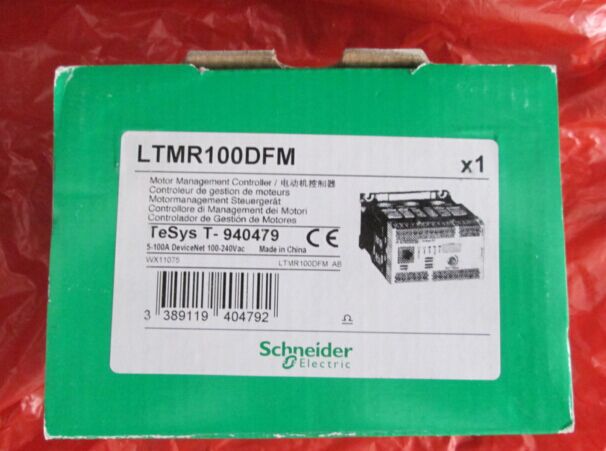 LTMR100DFM
x1
Motor Management Controller / 电动机控制器
Controleur de gestion de moteurs
Motormanagement Steuergerät
Controllore di Management dei Motori
Controlador de Gestión de Motores
TeSys T- 940479 CE
5-100A DeviceNet 100-240Vac Made in China
WX11075 LTMR100DFM AB
3 389119 404792
Schneider
Electric